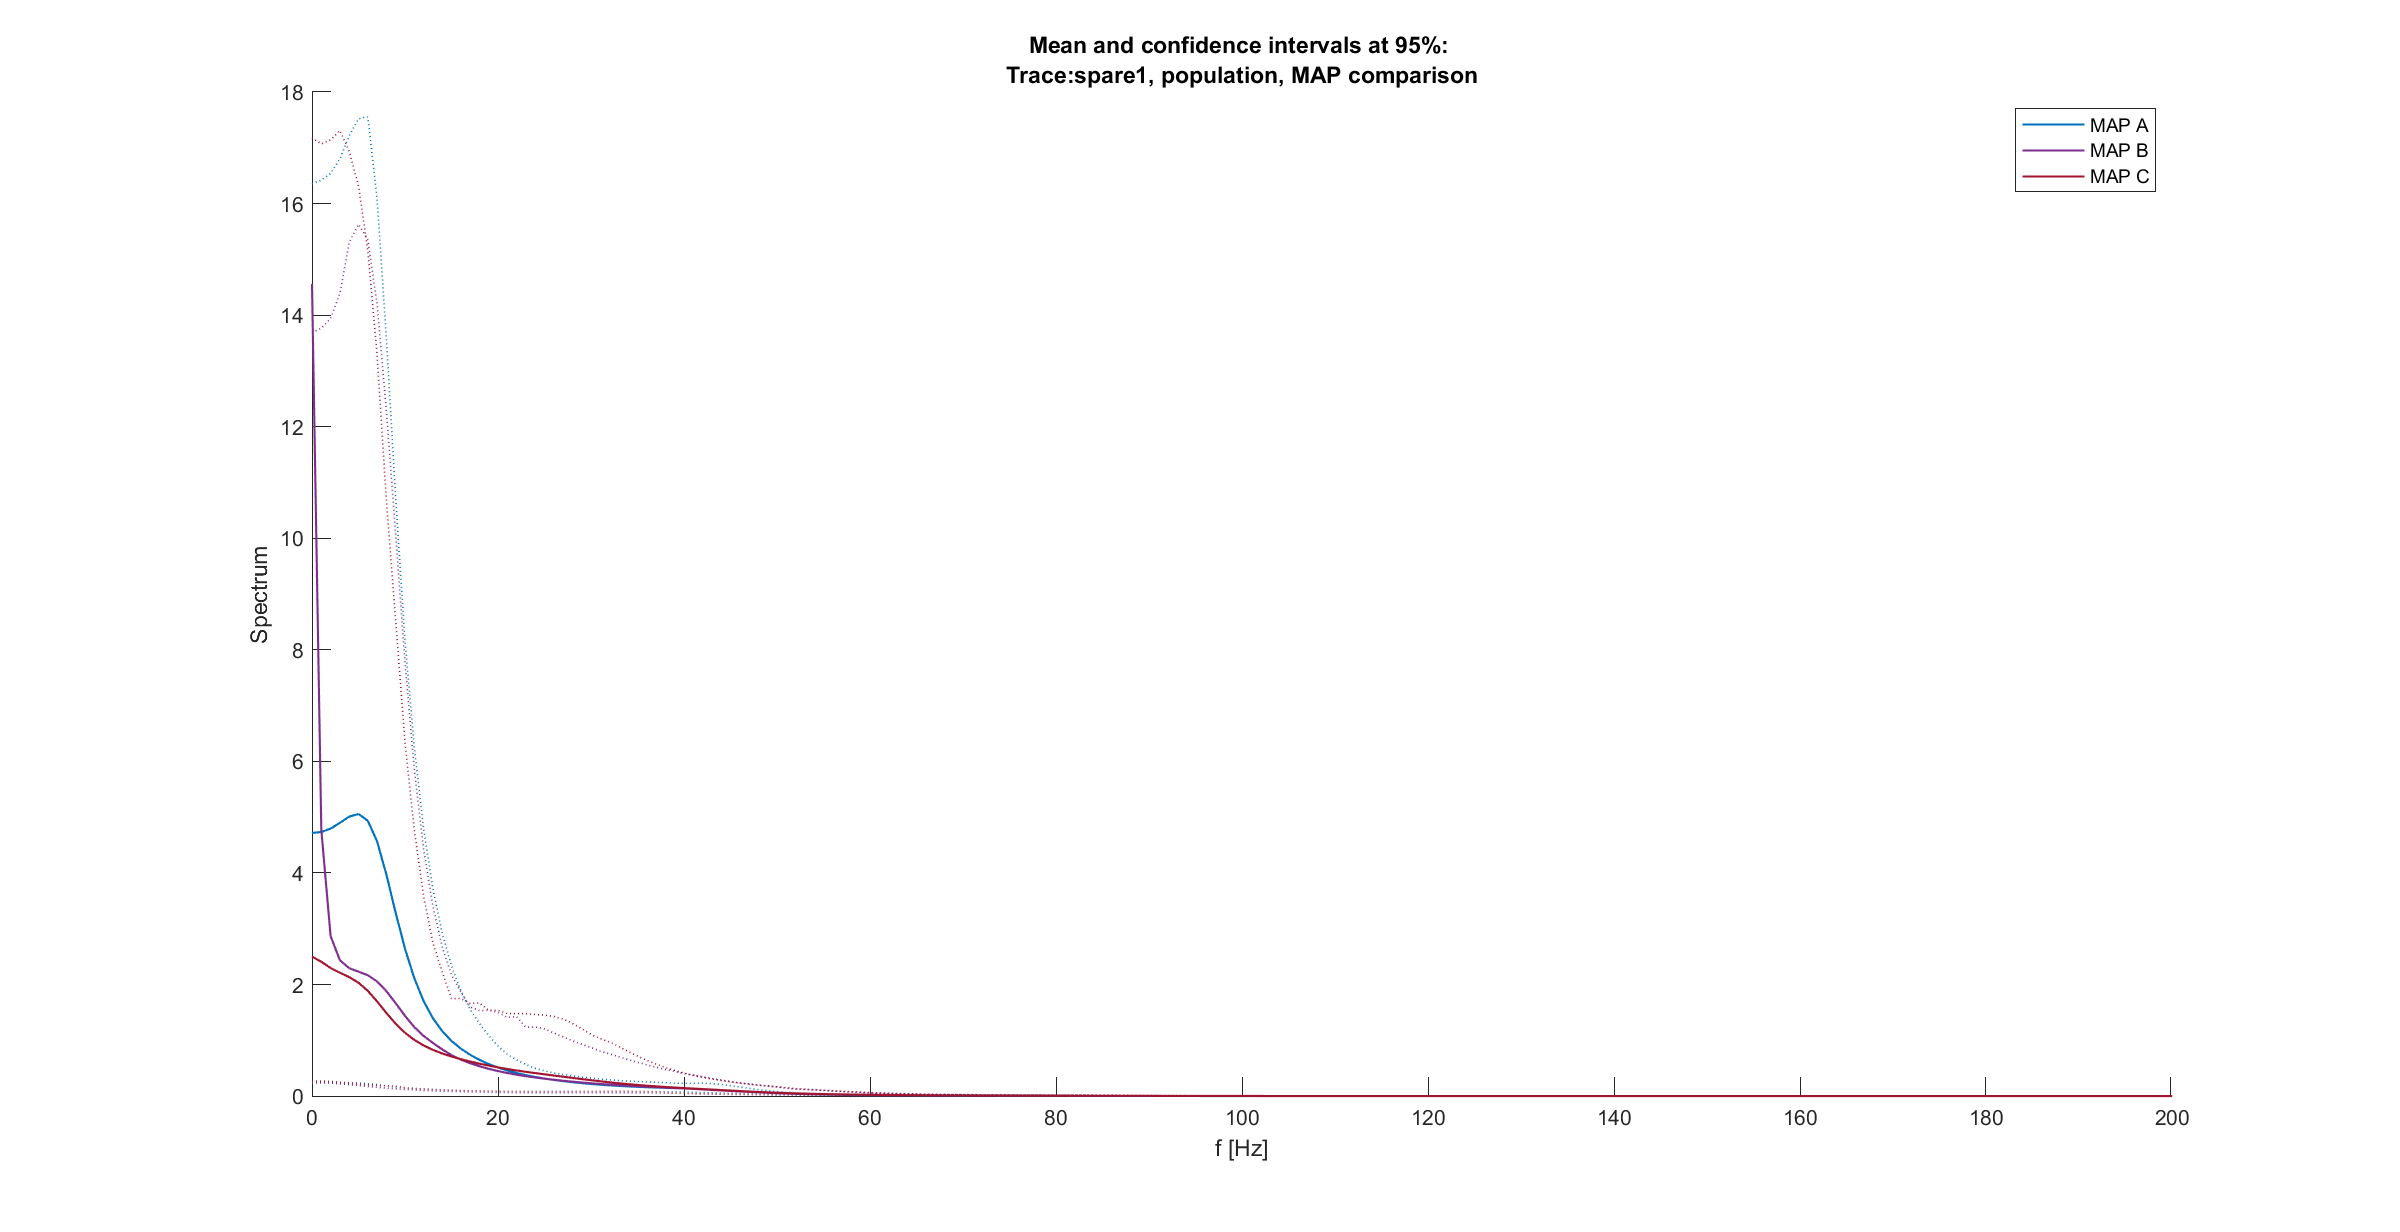 Mean and confidence intervals at 95%:
Trace:spare1, population, MAP comparison
18
16
14
12
10
8
6
4
2
0
Spectrum
MAP A
MAP B
MAP C
0 20 40 60 80 100 120 140 160 180 200
f [Hz]